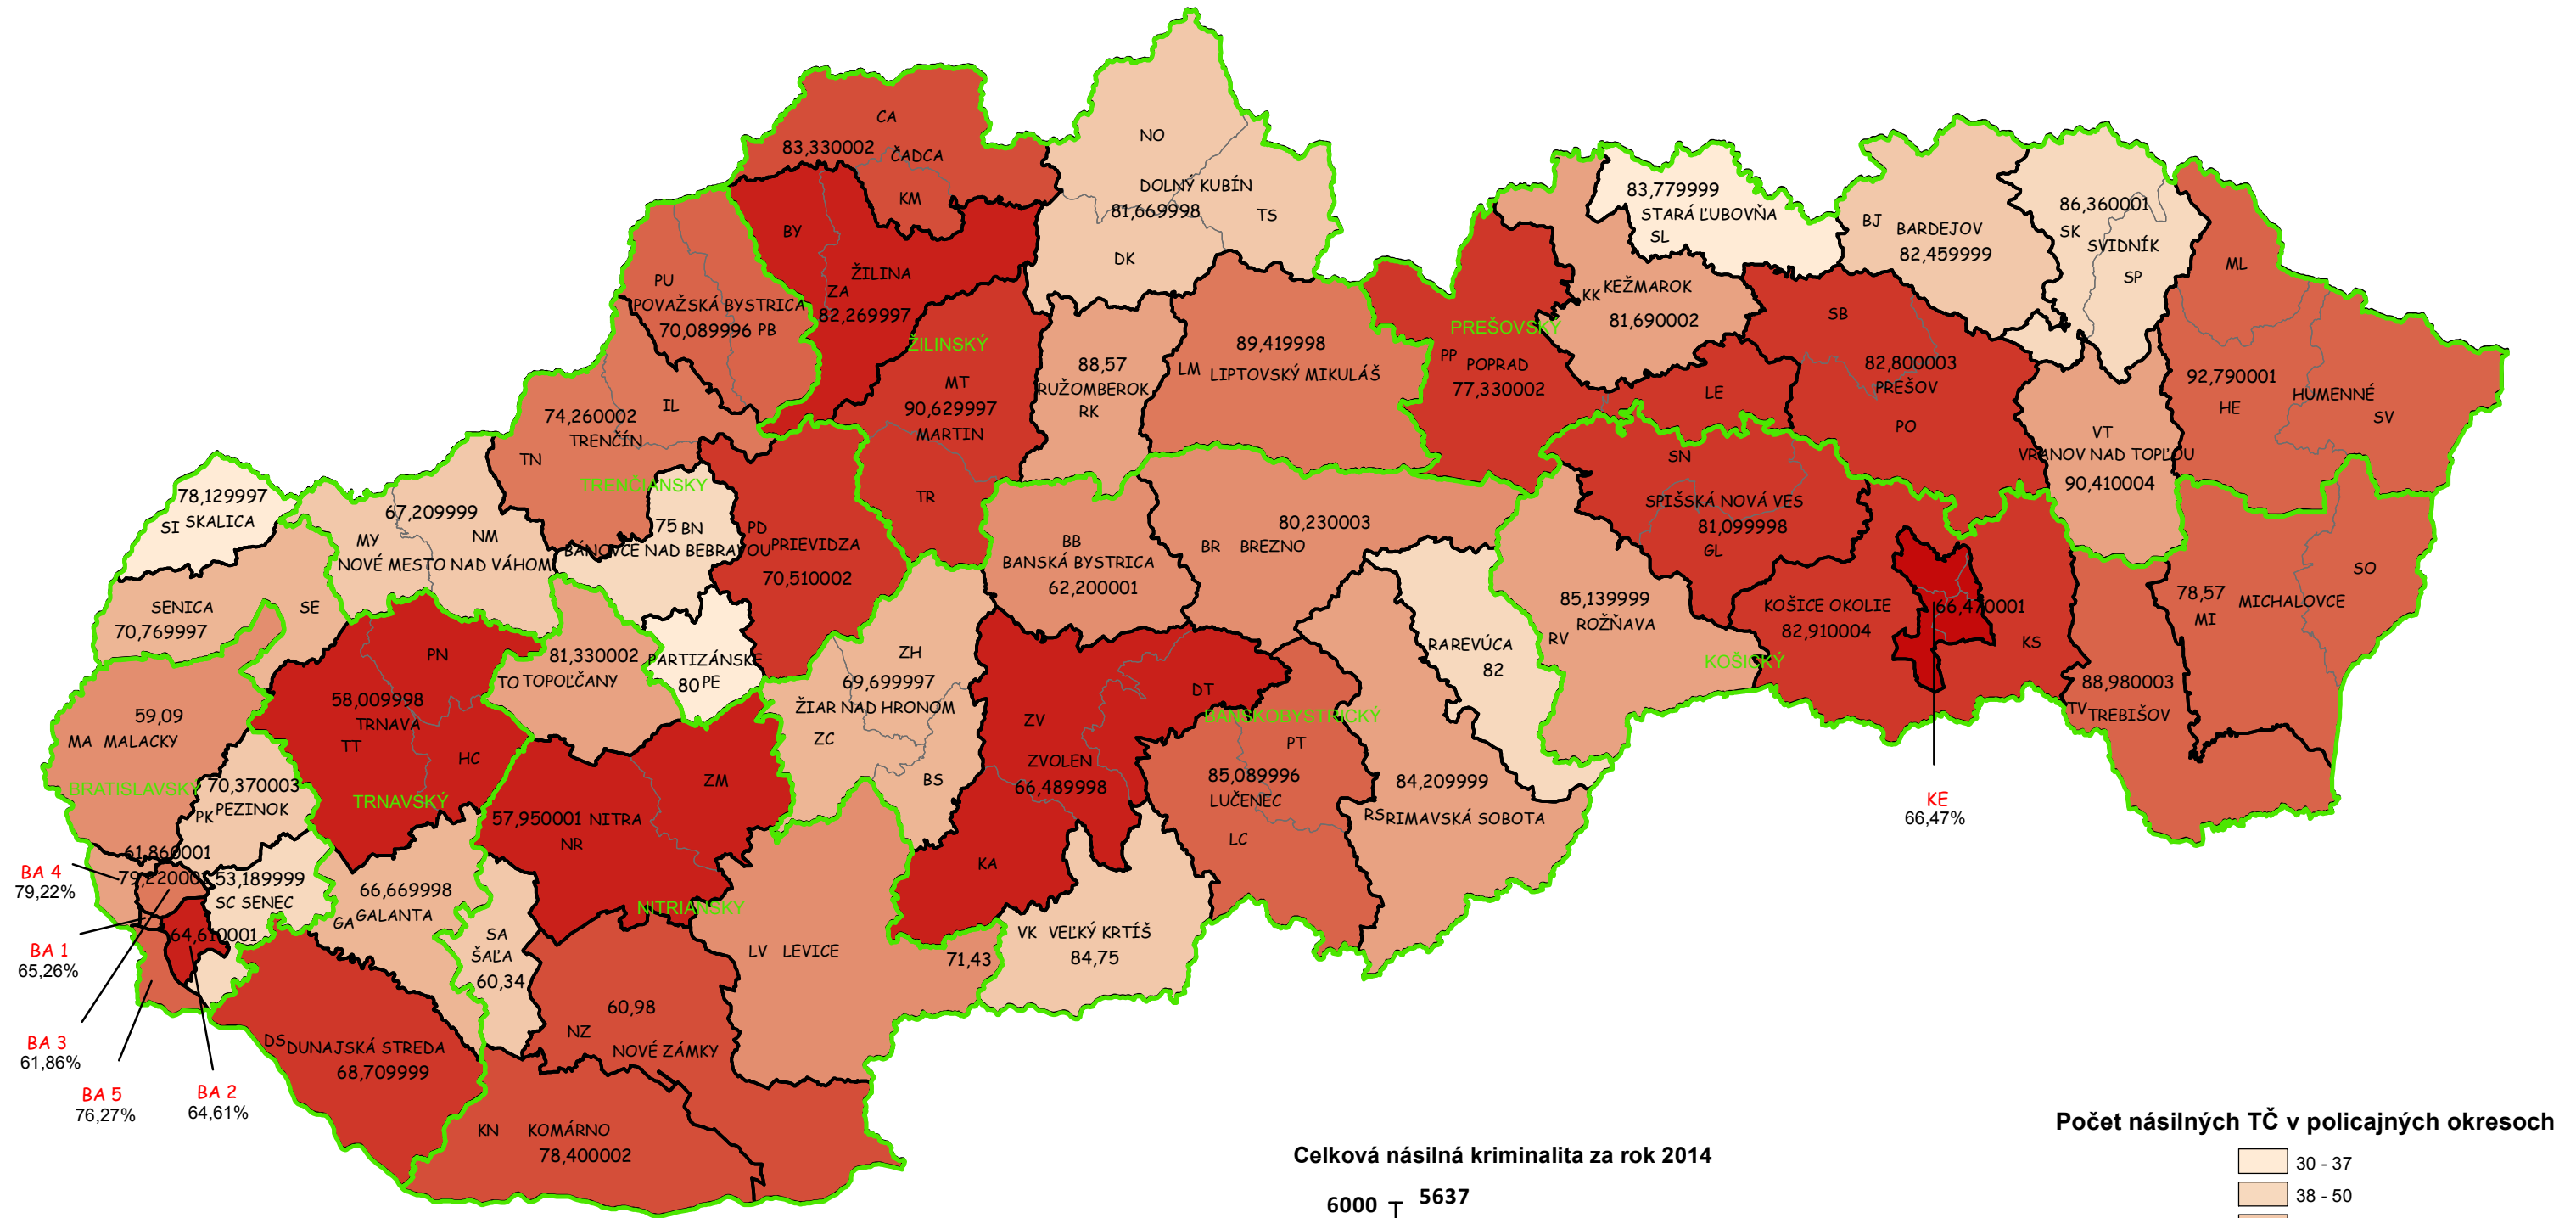 CA
83,330002
ČADCA
KM
NO
DOLNÝ KUBÍN
81,669998
TS
DK
BY
ŽILINA
ZA
82,269997
PU
POVAŽSKÁ BYSTRICA
70,089996 PB
ŽILINSKÝ
MT
90,629997
MARTIN
TR
88,57
RUŽOMBEROK
RK
89,419998
LM LIPTOVSKÝ MIKULÁŠ
PREŠOVSKÝ
PP POPRAD
77,330002
83,779999
STARÁ ĽUBOVŇA
SL
KK KEŽMAROK
81,690002
LE
BJ BARDEJOV
82,459999
86,360001
SK
SVIDNÍK
SP
ML
SB
82,800003
PREŠOV
PO
92,790001
HUMENNÉ
HE
SV
VT
VRANOV NAD TOPĽOU
90,410004
74,260002
IL
TRENČÍN
TN
TRENČIANSKY
78,129997
SI SKALICA
67,209999
MY
NM
NOVÉ MESTO NAD VÁHOM
75 BN
BÁNOVCE NAD BEBRAVOU
PD
PRIEVIDZA
70,510002
SENICA
SE
70,769997
BB
BANSKÁ BYSTRICA
62,200001
80,230003
BR BREZNO
SN
SPIŠSKÁ NOVÁ VES
81,099998
GL
85,139999
RV ROŽŇAVA
KOŠICE OKOLIE
82,910004
66,470001
KS
KOŠICKÝ
78,57
MI
MICHALOVCE
SO
88,980003
TV TREBIŠOV
PN
58,009998
TRNAVA
TT
HC
TRNAVSKÝ
81,330002
TO TOPOĽČANY
PARTIZÁNSKE
80 PE
ZH
69,699997
ŽIAR NAD HRONOM
ZC
BS
RA REVÚCA
82
DT
ZV
ZVOLEN
66,489998
KA
BANSKOBYSTRICKÝ
PT
85,089996
LUČENEC
LC
84,209999
RS RIMAVSKÁ SOBOTA
59,09
MA MALACKY
BRATISLAVSKÝ
70,370003
PK PEZINOK
61,860001
79,220001
53,189999
SC SENEC
64,610001
66,669998
GA GALANTA
57,950001 NITRA
NR
ZM
NITRIANSKY
SA
ŠAĽA
60,34
LV LEVICE
71,43
VK VEĽKÝ KRTÍŠ
84,75
60,98
NZ
NOVÉ ZÁMKY
DS DUNAJSKÁ STREDA
68,709999
KN KOMÁRNO
78,400002
KE
66,47%
BA 4
79,22%
BA 1
65,26%
BA 3
61,86%
BA 5
76,27%
BA 2
64,61%
Celková násilná kriminalita za rok 2014
6000
5637
Počet násilných TČ v policajných okresoch
30 - 37
38 - 50